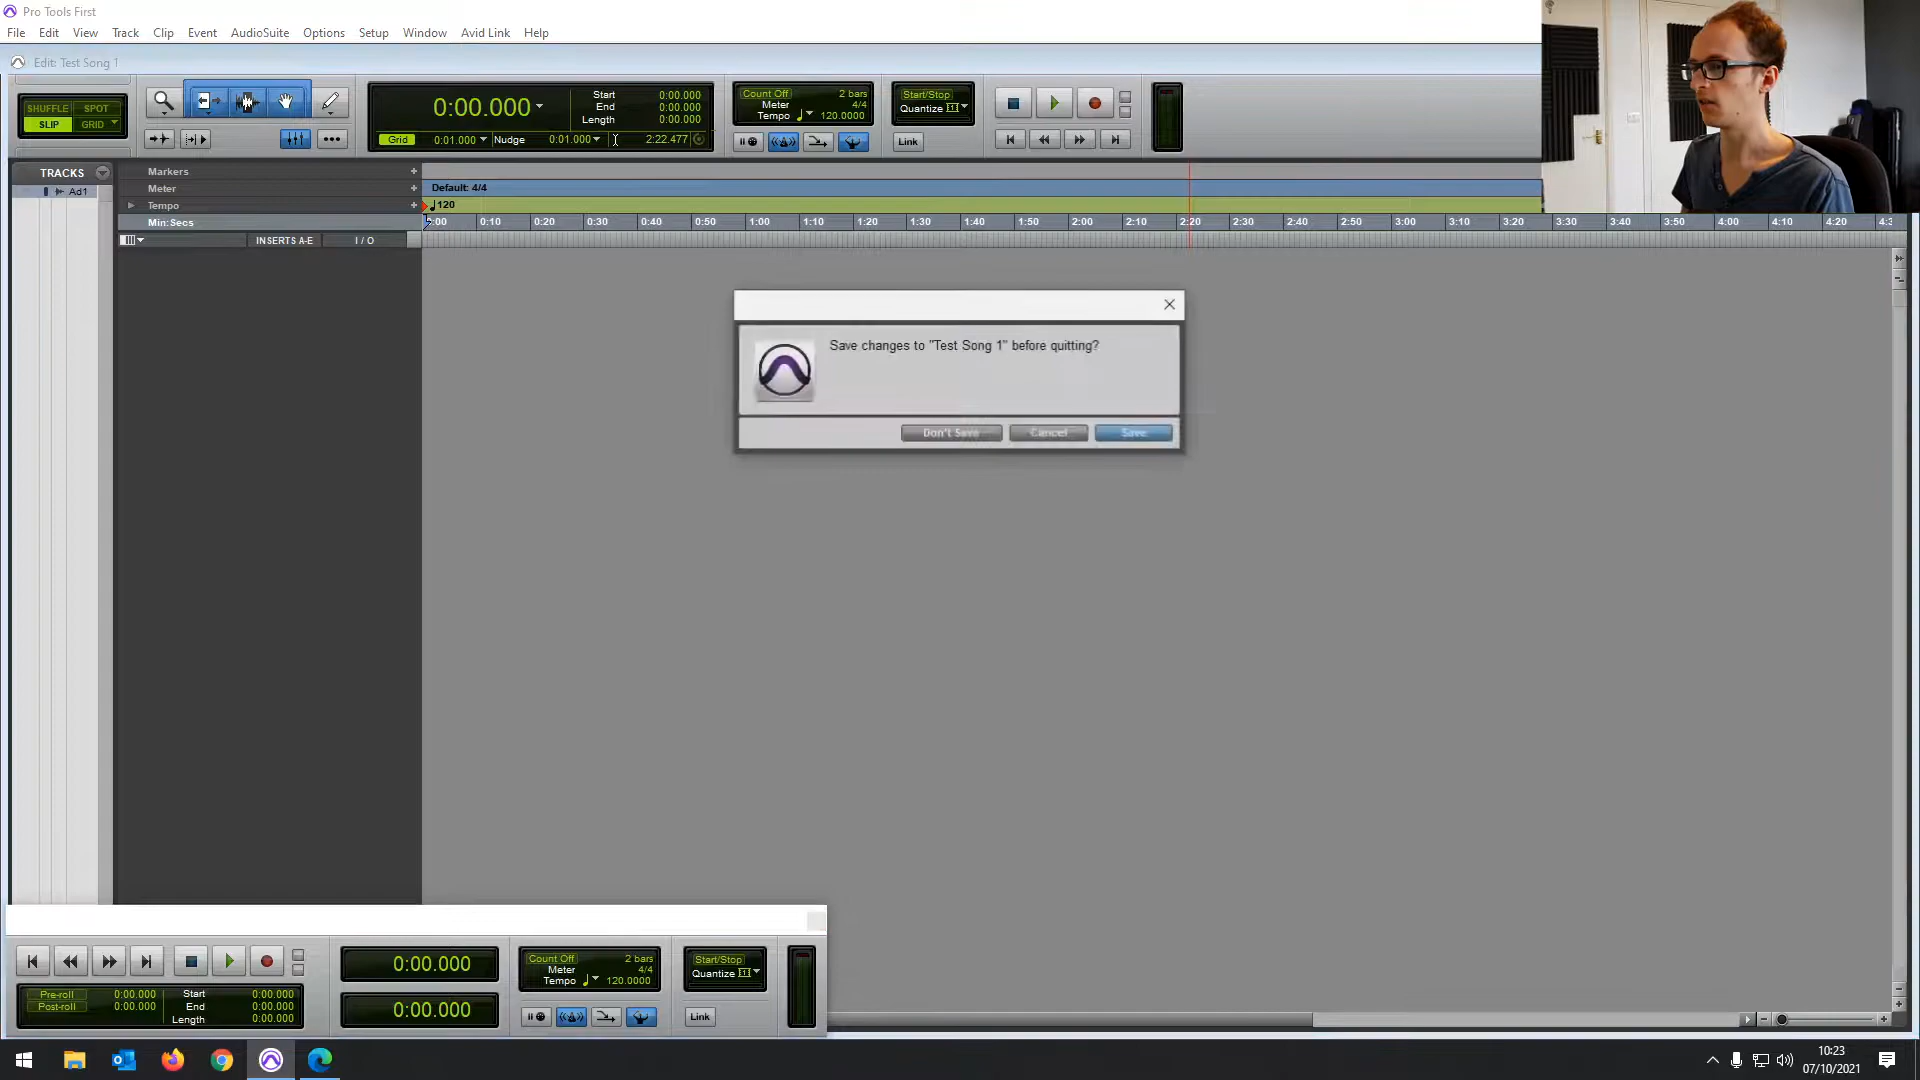 Pro Tools First
File Edit View Track Clip Event AudioSuite Options Setup Window Avid Link Help
Edit: Test Song 1
SHUFFLE SPOT
SLIP GRID
0:00.000
Start 0:00.000
End 0:00.000
Length 0:00.000
Grid 0:01.000 Nudge 0:01.000 2:22.477
Count Off 2 bars
Meter 4/4
Tempo 120.0000
Start/Stop
Quantize
Link
TRACKS
Ad1
Markers
Meter
Tempo
Min:Secs
Default: 4/4
120
0:10 0:20 0:30 0:40 0:50 1:00 1:10 1:20 1:30 1:40 1:50 2:00 2:10 2:20 2:30 2:40 2:50 3:00 3:10 3:20 3:30 3:40 3:50 4:00 4:10 4:20
INSERTS A-E I / O
Save changes to "Test Song 1" before quitting?
Don't Save Cancel Save
Pre-roll 0:00.000
Post-roll 0:00.000
Start 0:00.000
End 0:00.000
Length 0:00.000
0:00.000
0:00.000
Count Off 2 bars
Meter 4/4
Tempo 120.0000
Start/Stop
Quantize
Link
10:23
07/10/2021